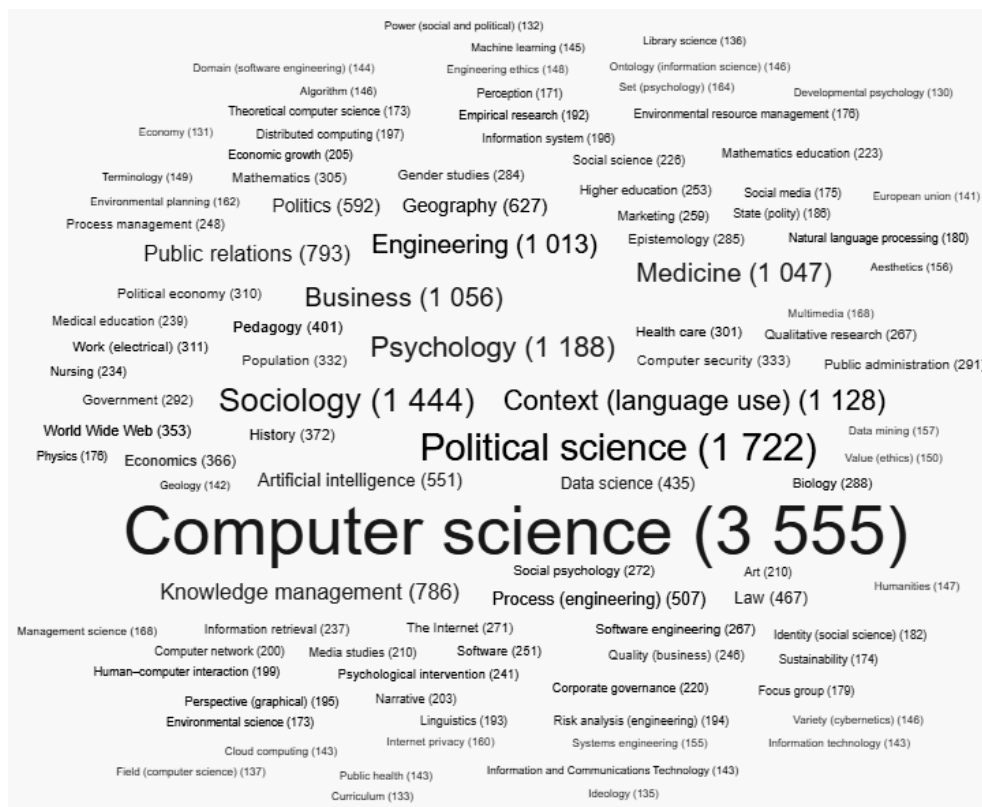 Power (social and political) (132)
Machine learning (145)
Library science (136)
Domain (software engineering) (144)
Engineering ethics (148)
Ontology (information science) (146)
Algorithm (146)
Perception (171)
Set (psychology) (164)
Developmental psychology (130)
Theoretical computer science (173)
Empirical research (192)
Environmental resource management (176)
Economy (131)
Distributed computing (197)
Information system (196)
Economic growth (205)
Social science (226)
Mathematics education (223)
Terminology (149)
Mathematics (305)
Gender studies (284)
Higher education (253)
Social media (175)
European union (141)
Environmental planning (162)
Politics (592)
Geography (627)
Marketing (259)
State (polity) (186)
Process management (248)
Public relations (793)
Engineering (1 013)
Epistemology (285)
Natural language processing (180)
Medicine (1 047)
Aesthetics (156)
Political economy (310)
Business (1 056)
Medical education (239)
Pedagogy (401)
Multimedia (168)
Health care (301)
Qualitative research (267)
Work (electrical) (311)
Population (332)
Psychology (1 188)
Computer security (333)
Public administration (291)
Nursing (234)
Government (292)
Sociology (1 444)
Context (language use) (1 128)
World Wide Web (353)
History (372)
Political science (1 722)
Data mining (157)
Physics (176)
Economics (366)
Value (ethics) (150)
Geology (142)
Artificial intelligence (551)
Data science (435)
Biology (288)
Computer science (3 555)
Social psychology (272)
Art (210)
Knowledge management (786)
Process (engineering) (507)
Law (467)
Humanities (147)
Management science (168)
Information retrieval (237)
The Internet (271)
Software engineering (267)
Identity (social science) (182)
Computer network (200)
Media studies (210)
Software (251)
Quality (business) (246)
Sustainability (174)
Human–computer interaction (199)
Psychological intervention (241)
Perspective (graphical) (195)
Narrative (203)
Corporate governance (220)
Focus group (179)
Environmental science (173)
Linguistics (193)
Risk analysis (engineering) (194)
Variety (cybernetics) (146)
Cloud computing (143)
Internet privacy (160)
Systems engineering (155)
Information technology (143)
Field (computer science) (137)
Public health (143)
Information and Communications Technology (143)
Curriculum (133)
Ideology (135)